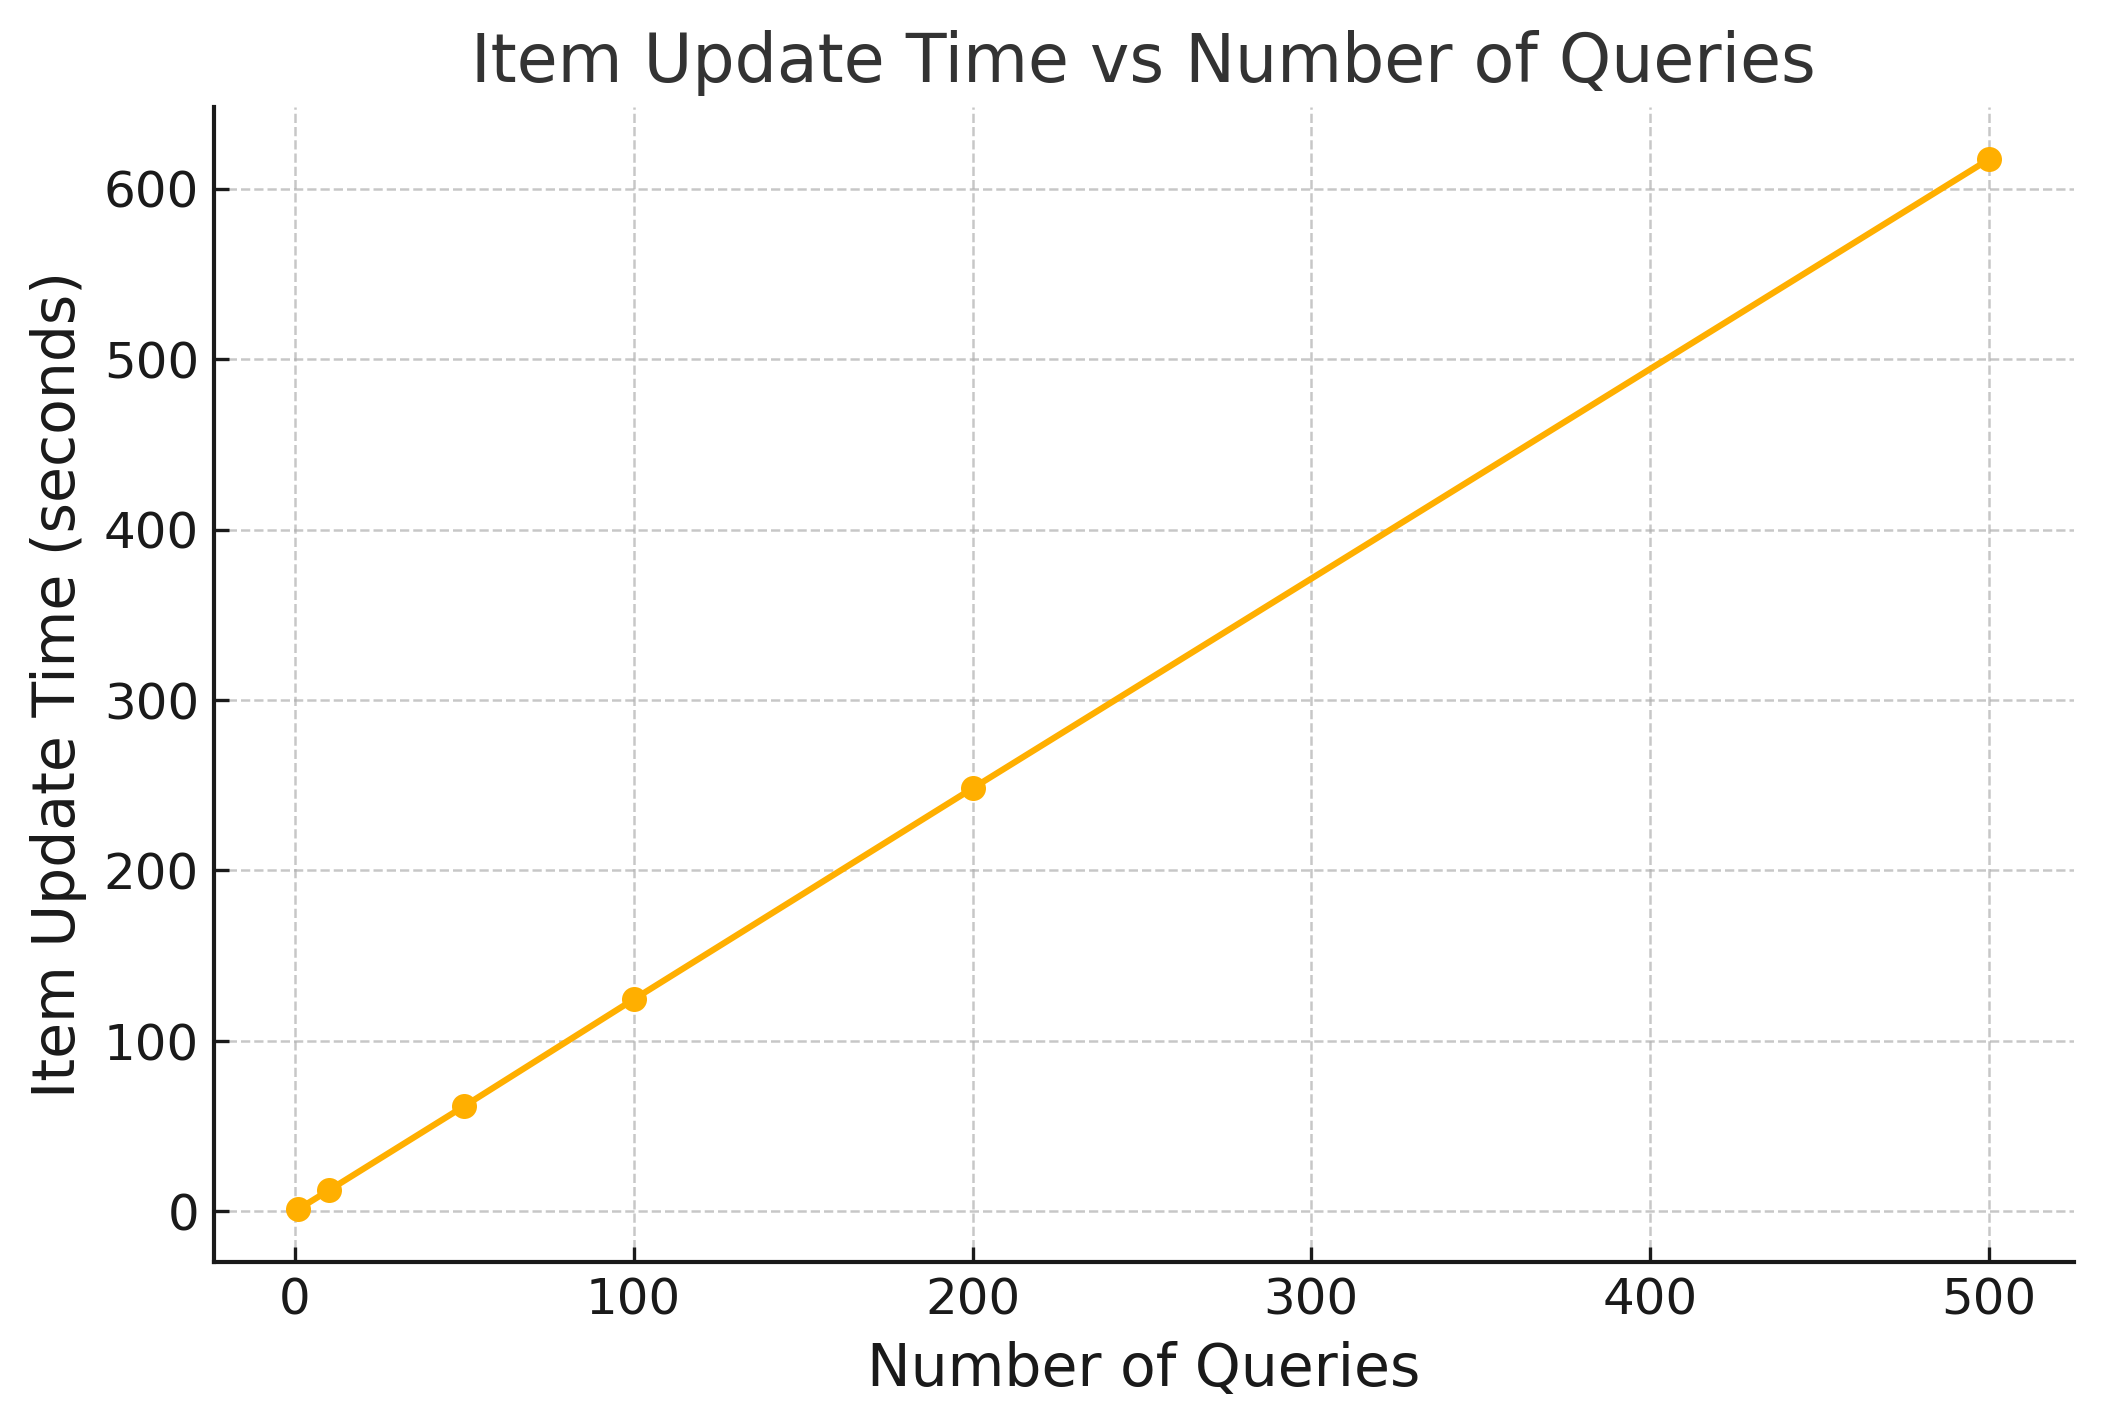 Item Update Time vs Number of Queries
Item Update Time (seconds)
600
500
400
300
200
100
0
0 100 200 300 400 500
Number of Queries